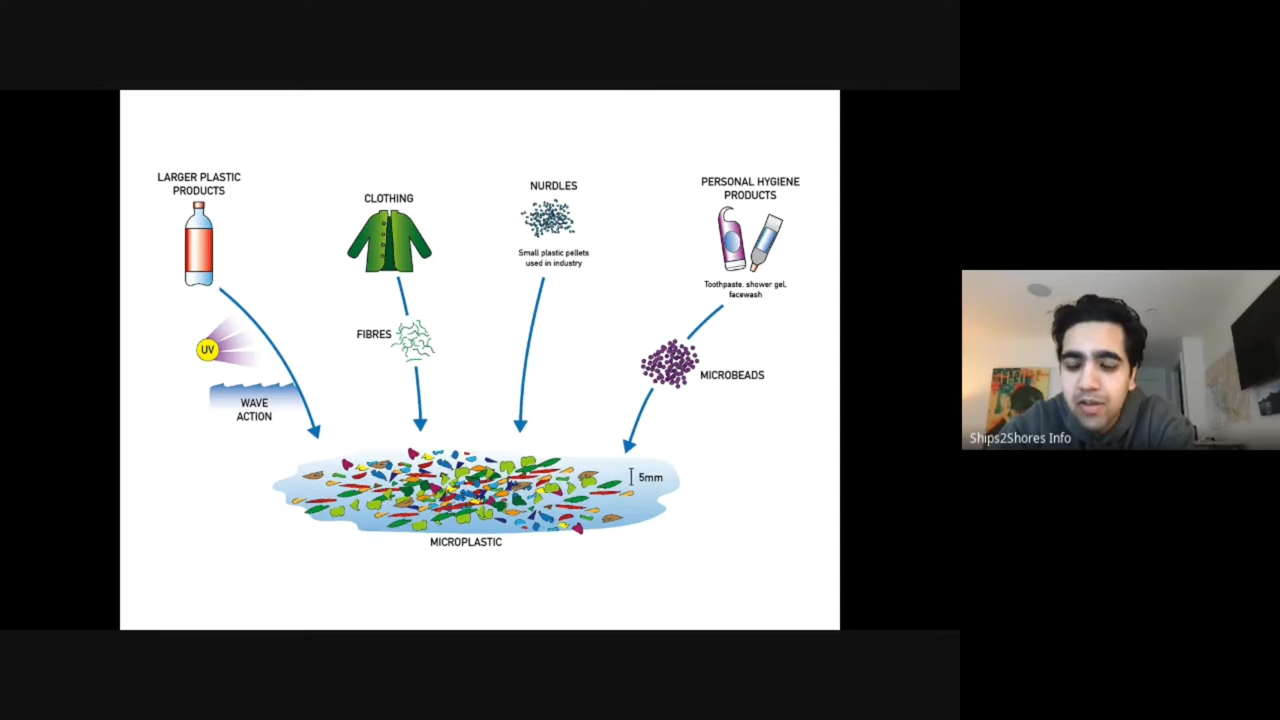 LARGER PLASTIC
PRODUCTS
CLOTHING
NURDLES
Small plastic pellets
used in industry
PERSONAL HYGIENE
PRODUCTS
Toothpaste, shower gel,
facewash
UV
WAVE
ACTION
FIBRES
MICROBEADS
5mm
MICROPLASTIC
Ships2Shores Info